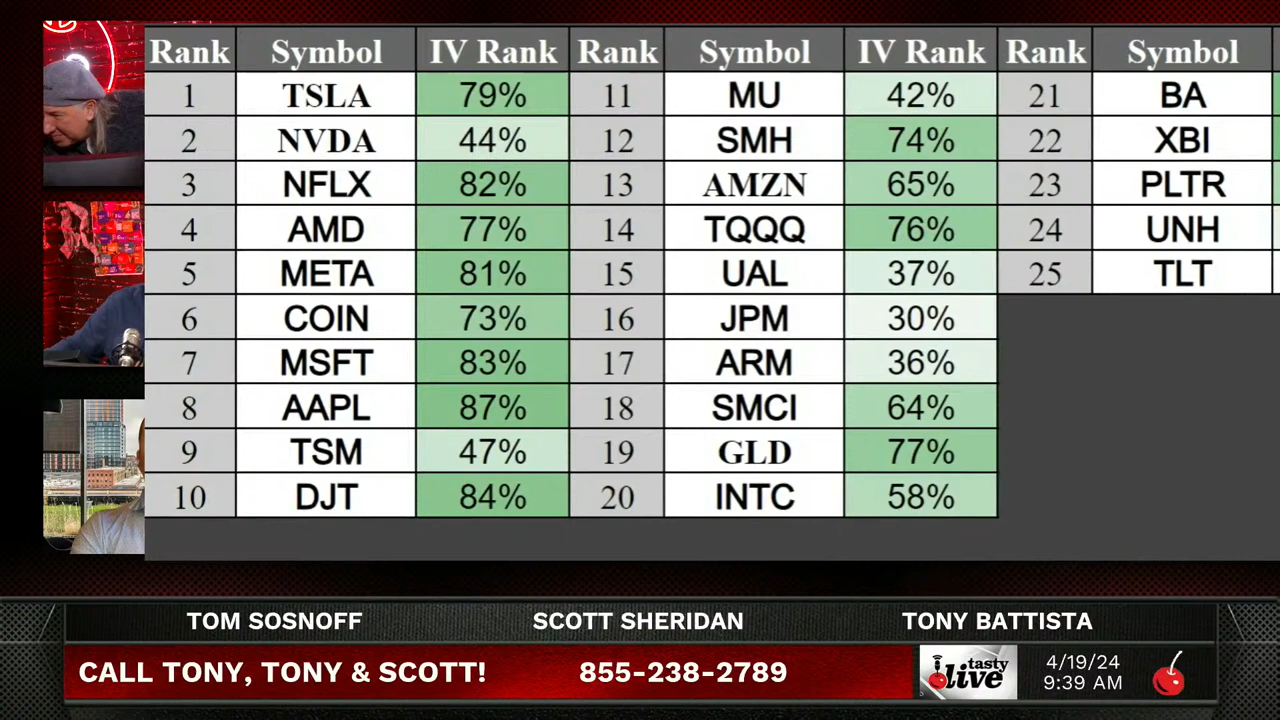 Rank Symbol IV Rank Rank Symbol IV Rank Rank Symbol
1 TSLA 79% 11 MU 42% 21 BA
2 NVDA 44% 12 SMH 74% 22 XBI
3 NFLX 82% 13 AMZN 65% 23 PLTR
4 AMD 77% 14 TQQQ 76% 24 UNH
5 META 81% 15 UAL 37% 25 TLT
6 COIN 73% 16 JPM 30%
7 MSFT 83% 17 ARM 36%
8 AAPL 87% 18 SMCI 64%
9 TSM 47% 19 GLD 77%
10 DJT 84% 20 INTC 58%
TOM SOSNOFF SCOTT SHERIDAN TONY BATTISTA
CALL TONY, TONY & SCOTT! 855-238-2789
tasty
live
4/19/24
9:39 AM